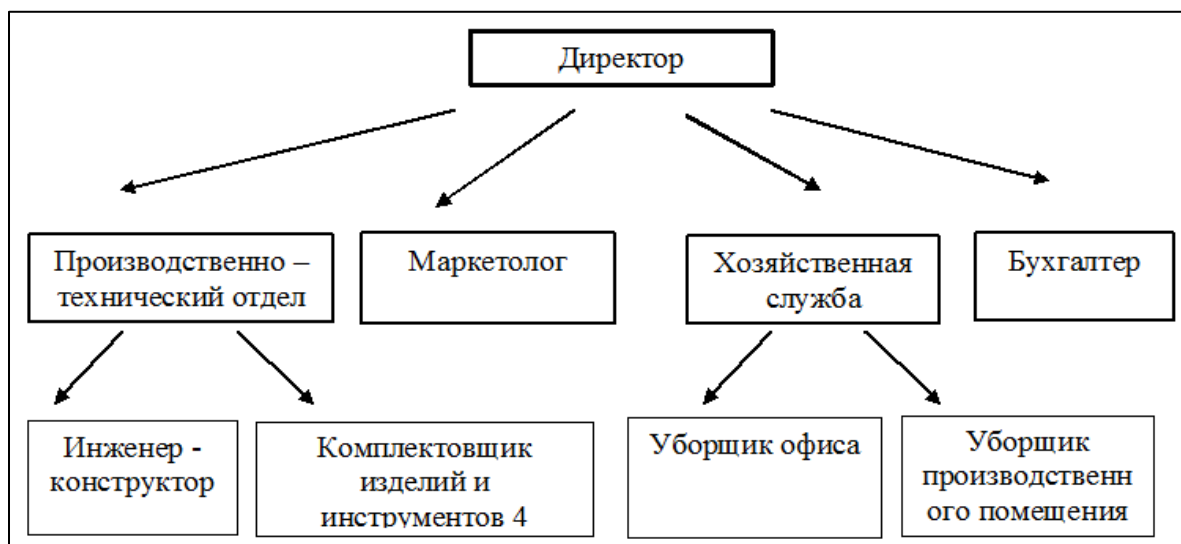 Директор
Производственно –
технический отдел
Маркетолог
Хозяйственная
служба
Бухгалтер
Инженер -
конструктор
Комплектовщик
изделий и
инструментов 4
Уборщик офиса
Уборщик
производственн
ого помещения